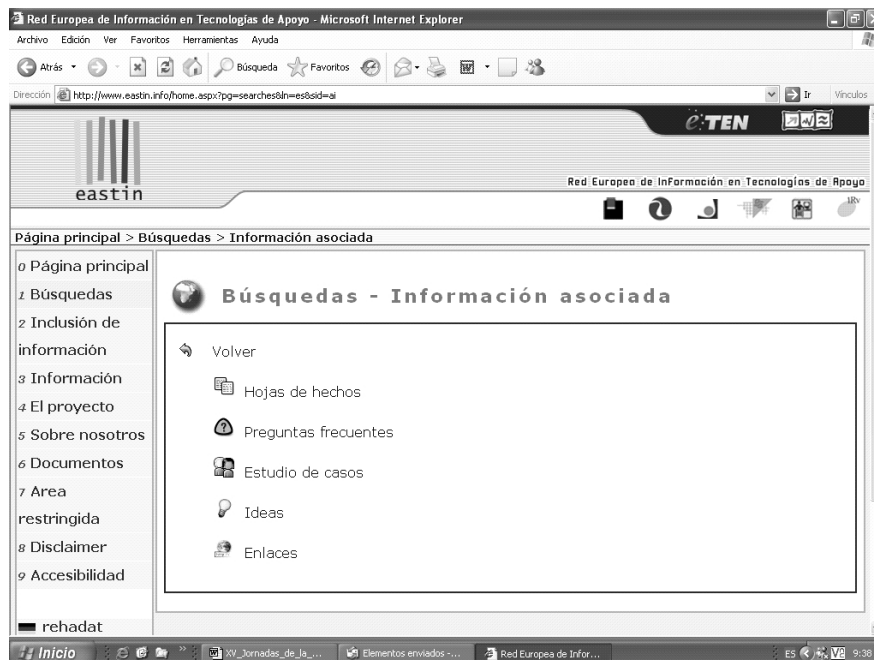 Red Europea de Información en Tecnologías de Apoyo - Microsoft Internet Explorer
Archivo Edición Ver Favoritos Herramientas Ayuda
Atrás Búsqueda Favoritos
Dirección http://www.eastin.info/home.aspx?pg=searches&ln=es&sid=ai Ir Vínculos
e·TEN
eastin
Red Europea de Información en Tecnologías de Apoyo
Página principal > Búsquedas > Información asociada
0 Página principal
1 Búsquedas
2 Inclusión de
información
3 Información
4 El proyecto
5 Sobre nosotros
6 Documentos
7 Area
restringida
8 Disclaimer
9 Accesibilidad
rehadat
Búsquedas - Información asociada
Volver
Hojas de hechos
Preguntas frecuentes
Estudio de casos
Ideas
Enlaces
Inicio XV_Jornadas_de_la_... Elementos enviados -... Red Europea de Infor... ES 9:38